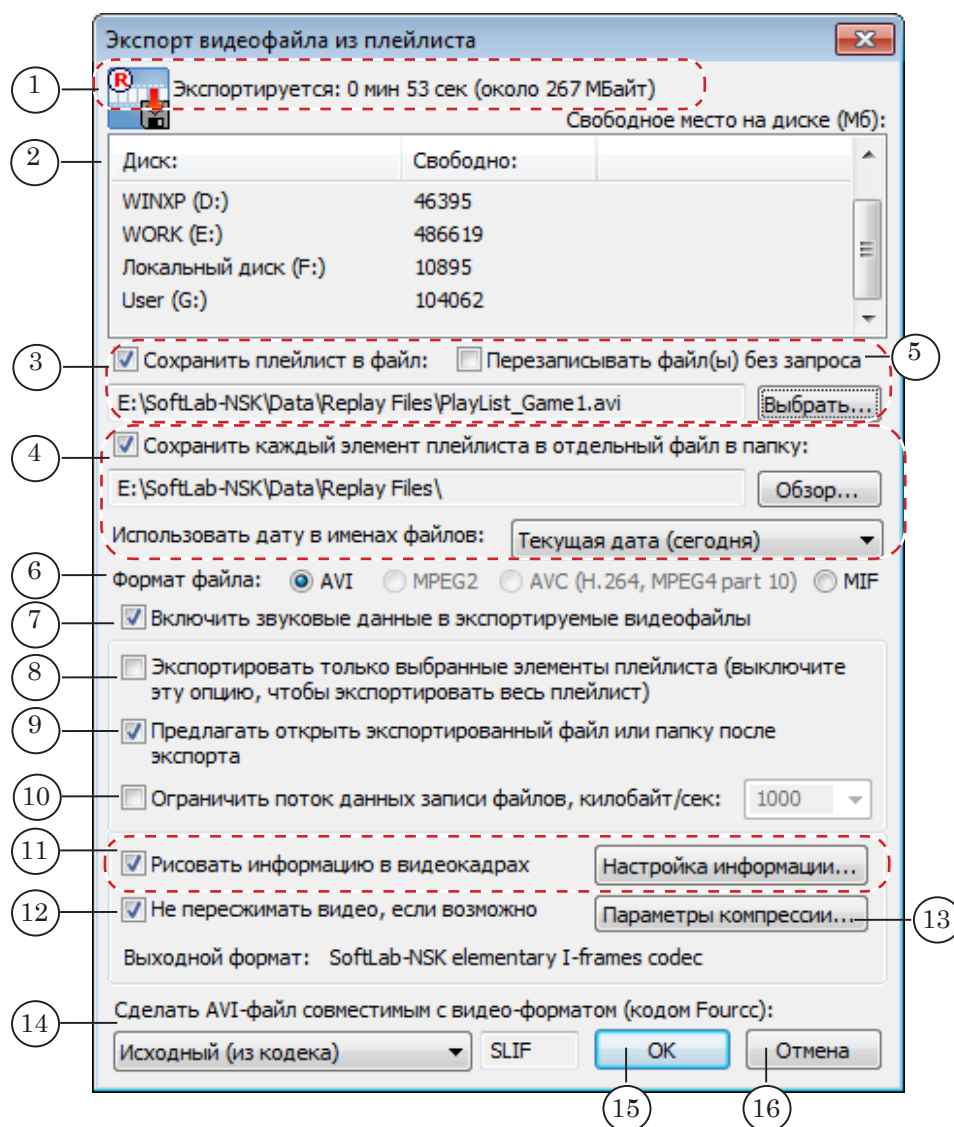 Экспорт видеофайла из плейлиста
1
R
Экспортируется: 0 мин 53 сек (около 267 МБайт)
Свободное место на диске (Мб):
2
Диск: Свободно:
WINXP (D:) 46395
WORK (E:) 486619
Локальный диск (F:) 10895
User (G:) 104062
3
Сохранить плейлист в файл: Перезаписывать файл(ы) без запроса
5
E:\SoftLab-NSK\Data\Replay Files\PlayList_Game1.avi Выбрать...
4
Сохранить каждый элемент плейлиста в отдельный файл в папку:
E:\SoftLab-NSK\Data\Replay Files\ Обзор...
Использовать дату в именах файлов: Текущая дата (сегодня)
6
Формат файла: AVI MPEG2 AVC (H.264, MPEG4 part 10) MIF
7
Включить звуковые данные в экспортируемые видеофайлы
8
Экспортировать только выбранные элементы плейлиста (выключите
эту опцию, чтобы экспортировать весь плейлист)
9
Предлагать открыть экспортированный файл или папку после
экспорта
10
Ограничить поток данных записи файлов, килобайт/сек: 1000
11
Рисовать информацию в видеокадрах Настройка информации...
12
Не пересжимать видео, если возможно Параметры компрессии...
13
Выходной формат: SoftLab-NSK elementary I-frames codec
14
Сделать AVI-файл совместимым с видео-форматом (кодом Fourcc):
Исходный (из кодека) SLIF OK Отмена
15
16